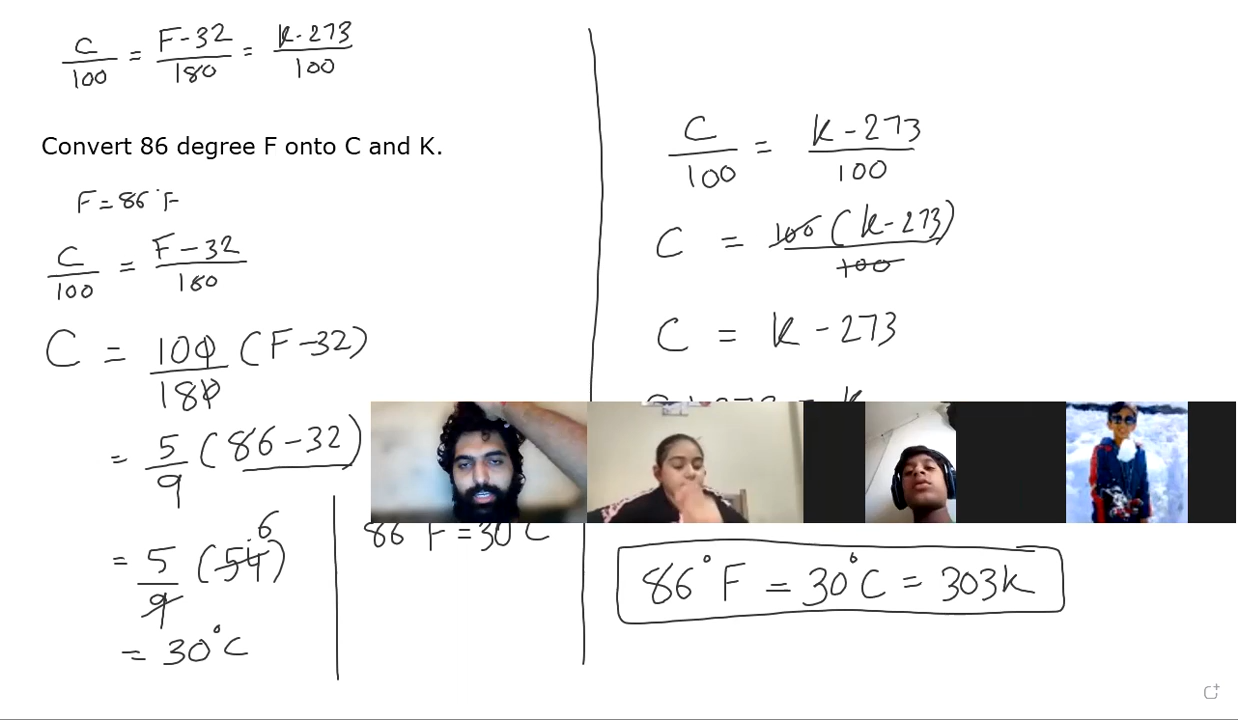 C/100 = F-32/180 = K-273/100
Convert 86 degree F onto C and K.
F = 86°F
C/100 = F-32/180
C = 100/180 (F-32)
= 5/9 (86-32)
= 5/9 (54) 6
= 30°C
86 F = 30 C
C/100 = K-273/100
C = 100(K-273)/100
C = K-273
86°F = 30°C = 303K